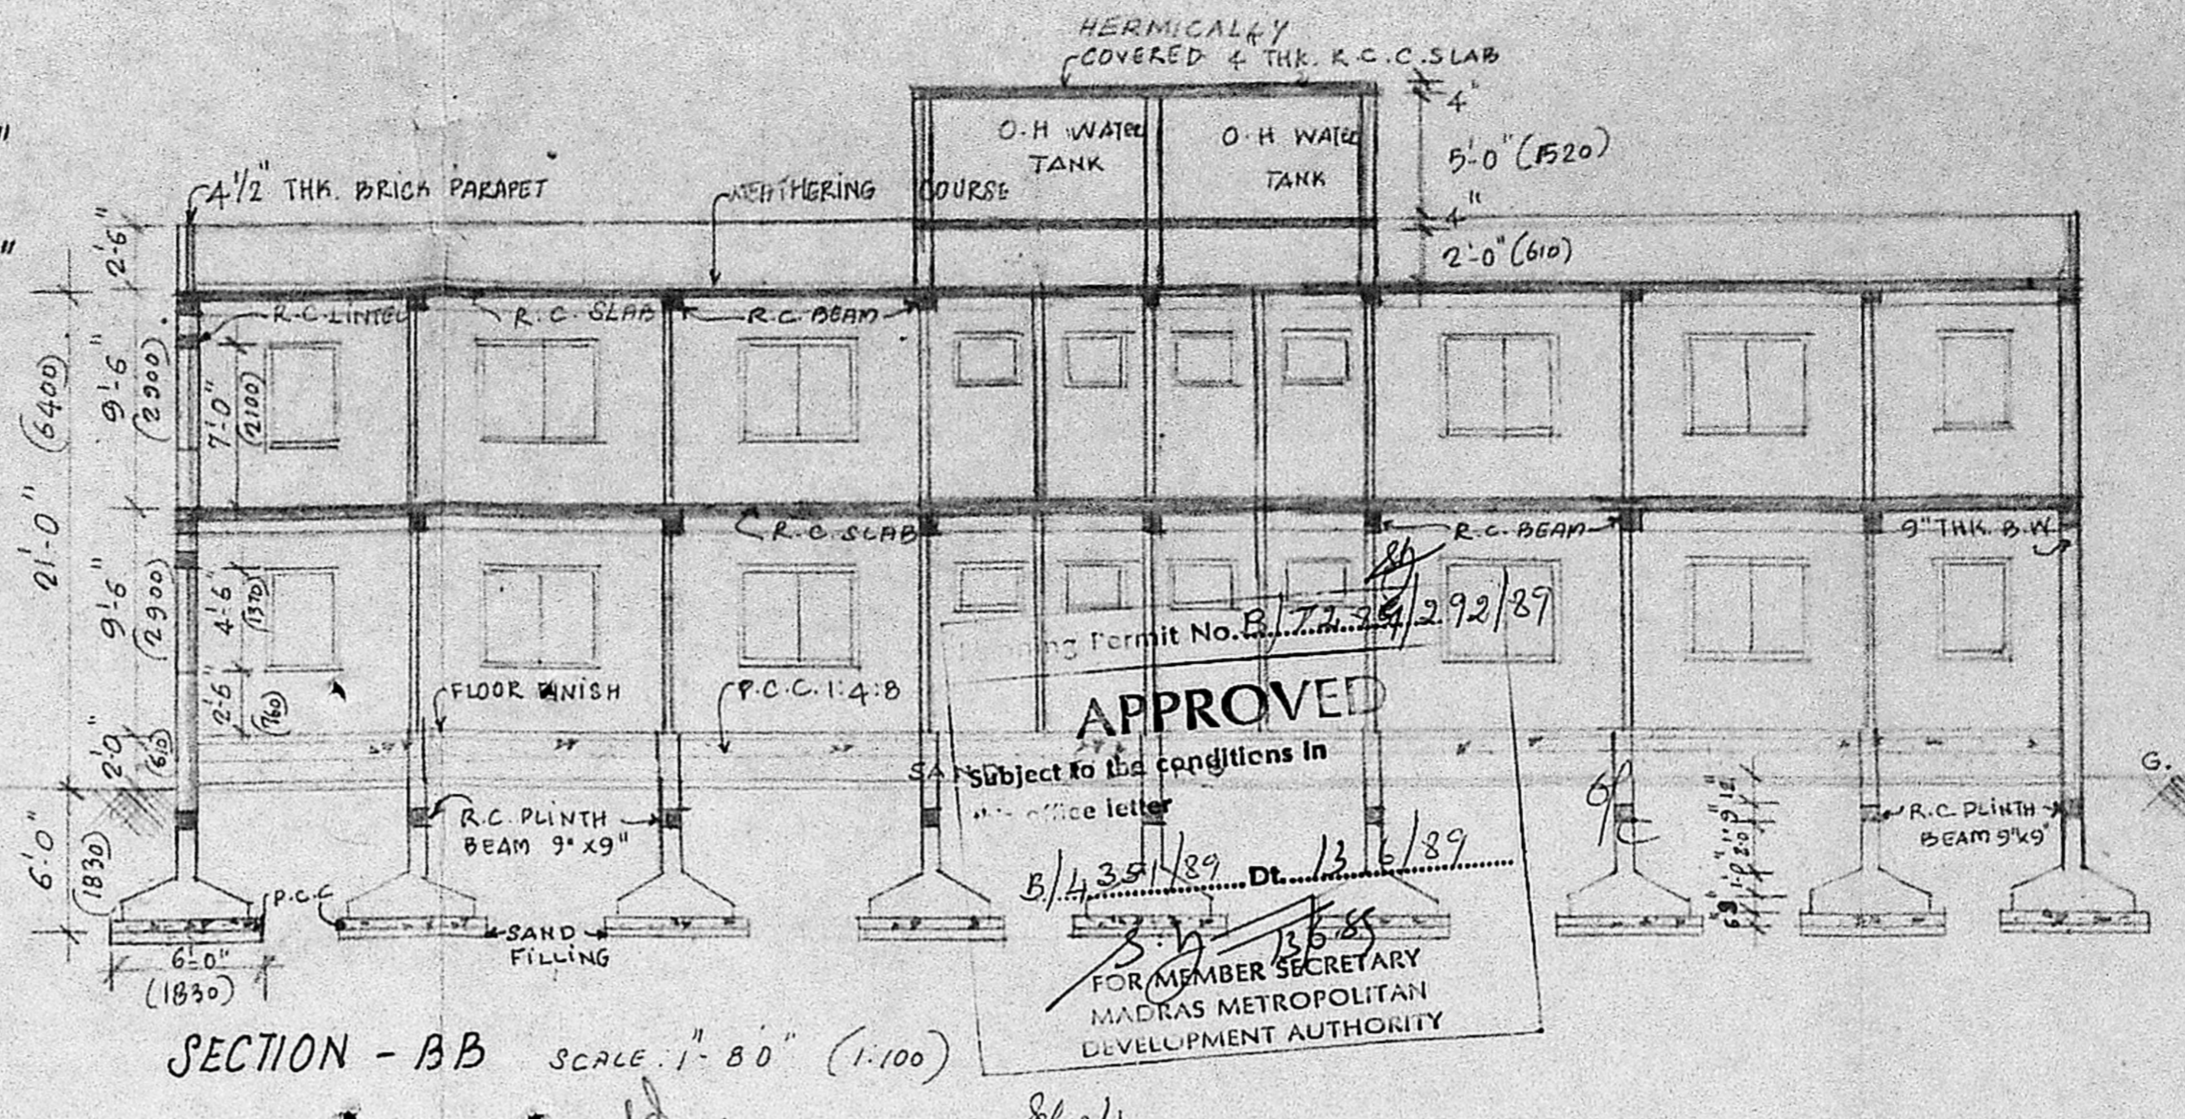 HERMICALLY
COVERED 4 THK. R.C.C. SLAB
4"
O.H WATER
TANK
O.H WATER
TANK
5'-0" (1520)
4"
4 1/2" THK. BRICK PARAPET
WEATHERING COURSE
2'-6"
2'-0" (610)
R.C. LINTEL
R.C. SLAB
R.C. BEAM
21'-0" (6400)
9'-6"
(2900)
7'-0"
(2100)
R.C. SLAB
R.C. BEAM
9" THK. B.W
9'-6"
(2900)
4'-6"
(1370)
2'-6"
(760)
FLOOR FINISH
P.C.C. 1:4:8
2'-0"
(610)
6'-0"
(1830)
R.C. PLINTH
BEAM 9" x9"
R.C. PLINTH
BEAM 9"x9"
G.
P.C.C
SAND
FILLING
6'-0"
(1830)
Permit No. B/7284/292/89
APPROVED
Subject to the conditions in
office letter
B/4351/89 Dt. 13/6/89
13/6.89
FOR MEMBER SECRETARY
MADRAS METROPOLITAN
DEVELOPMENT AUTHORITY
SECTION - BB SCALE: 1"- 8'0" (1:100)